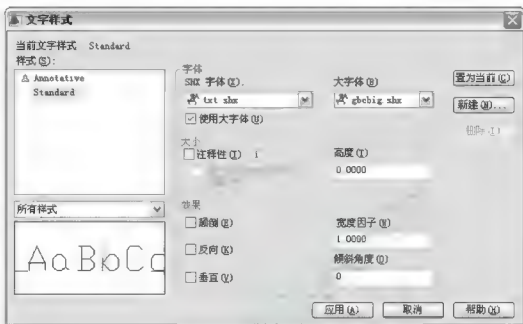 文字样式
当前文字样式 Standard
样式(S):
Annotative
Standard
所有样式
AaBbCc
字体
SHX 字体(X):
txt.shx
使用大字体(U)
大字体(B)
gbcbig.shx
大小
注释性(I) i
高度(T)
0.0000
效果
颠倒(E)
反向(K)
垂直(V)
宽度因子(W)
1.0000
倾斜角度(O)
0
置为当前(C)
新建(N)...
删除
应用(A)
取消
帮助(H)